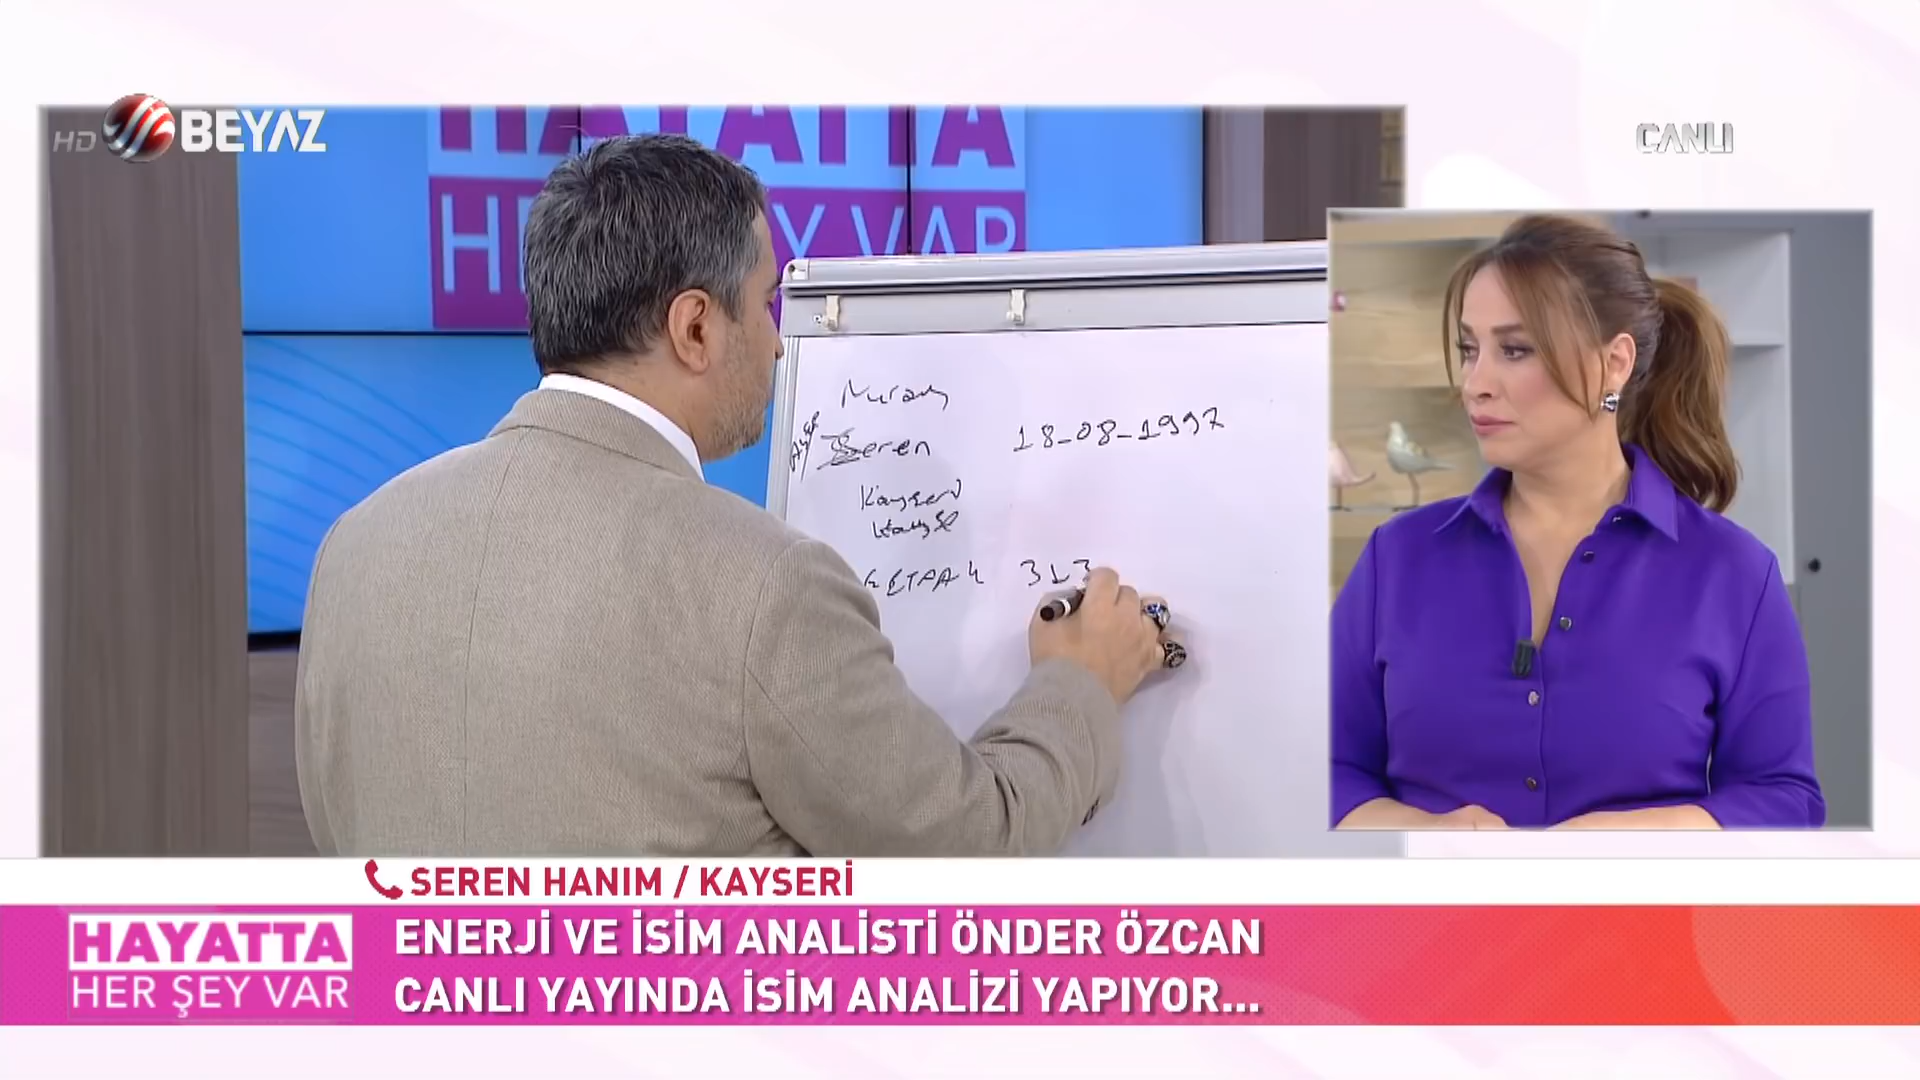 HD BEYAZ
CANLI
HAYATTA
HER ŞEY VAR
Seren 18-08-1997
Kayseri
313
SEREN HANIM / KAYSERİ
HAYATTA
HER ŞEY VAR
ENERJİ VE İSİM ANALİSTİ ÖNDER ÖZCAN
CANLI YAYINDA İSİM ANALİZİ YAPIYOR...